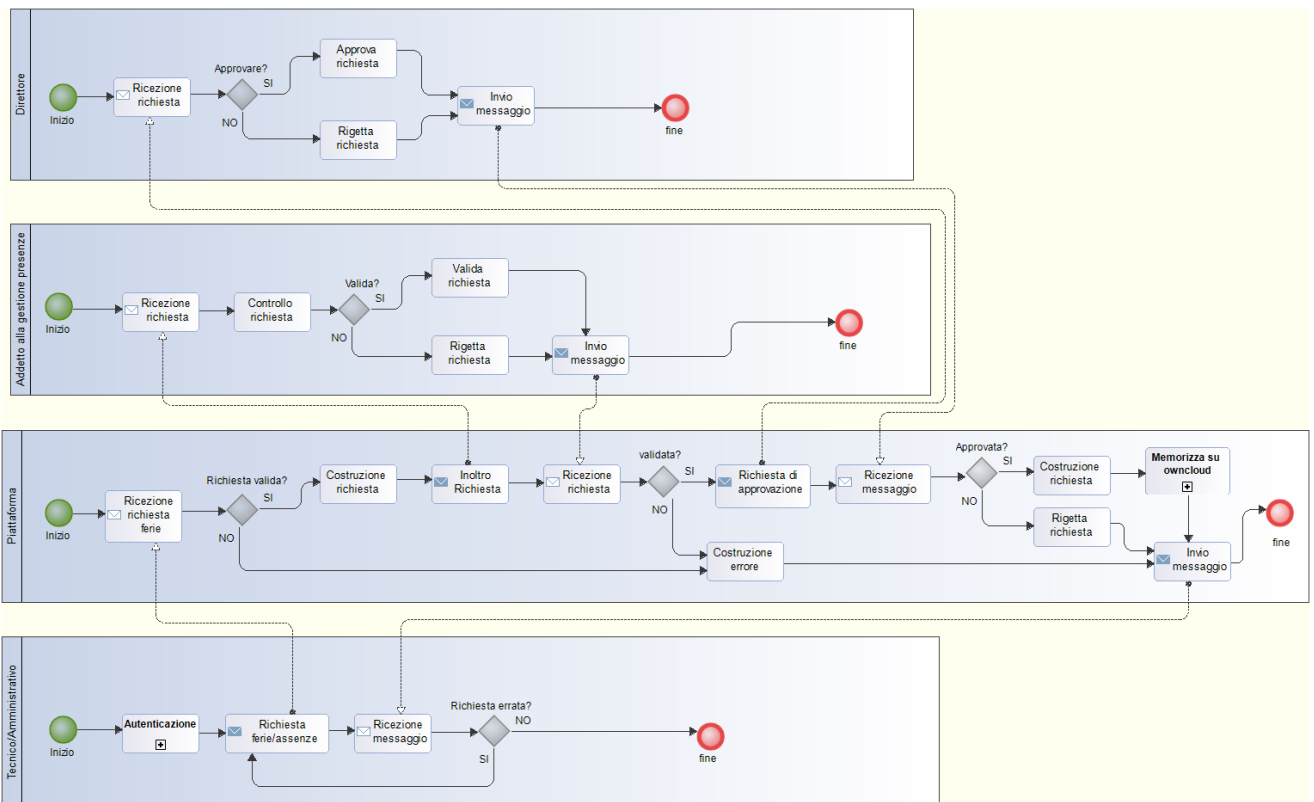 Direttore
Inizio
Ricezione
richiesta
Approvare?
SI
NO
Approva
richiesta
Rigetta
richiesta
Invio
messaggio
fine
Addetto alla gestione presenze
Inizio
Ricezione
richiesta
Controllo
richiesta
Valida?
SI
NO
Valida
richiesta
Rigetta
richiesta
Invio
messaggio
fine
Piattaforma
Inizio
Ricezione
richiesta
ferie
Richiesta valida?
SI
NO
Costruzione
richiesta
Inoltro
Richiesta
Ricezione
richiesta
validata?
SI
NO
Richiesta di
approvazione
Costruzione
errore
Ricezione
messaggio
Approvata?
SI
NO
Costruzione
richiesta
Rigetta
richiesta
Memorizza su
owncloud
Invio
messaggio
fine
Tecnico/Amministrativo
Inizio
Autenticazione
Richiesta
ferie/assenze
Ricezione
messaggio
Richiesta errata?
NO
SI
fine